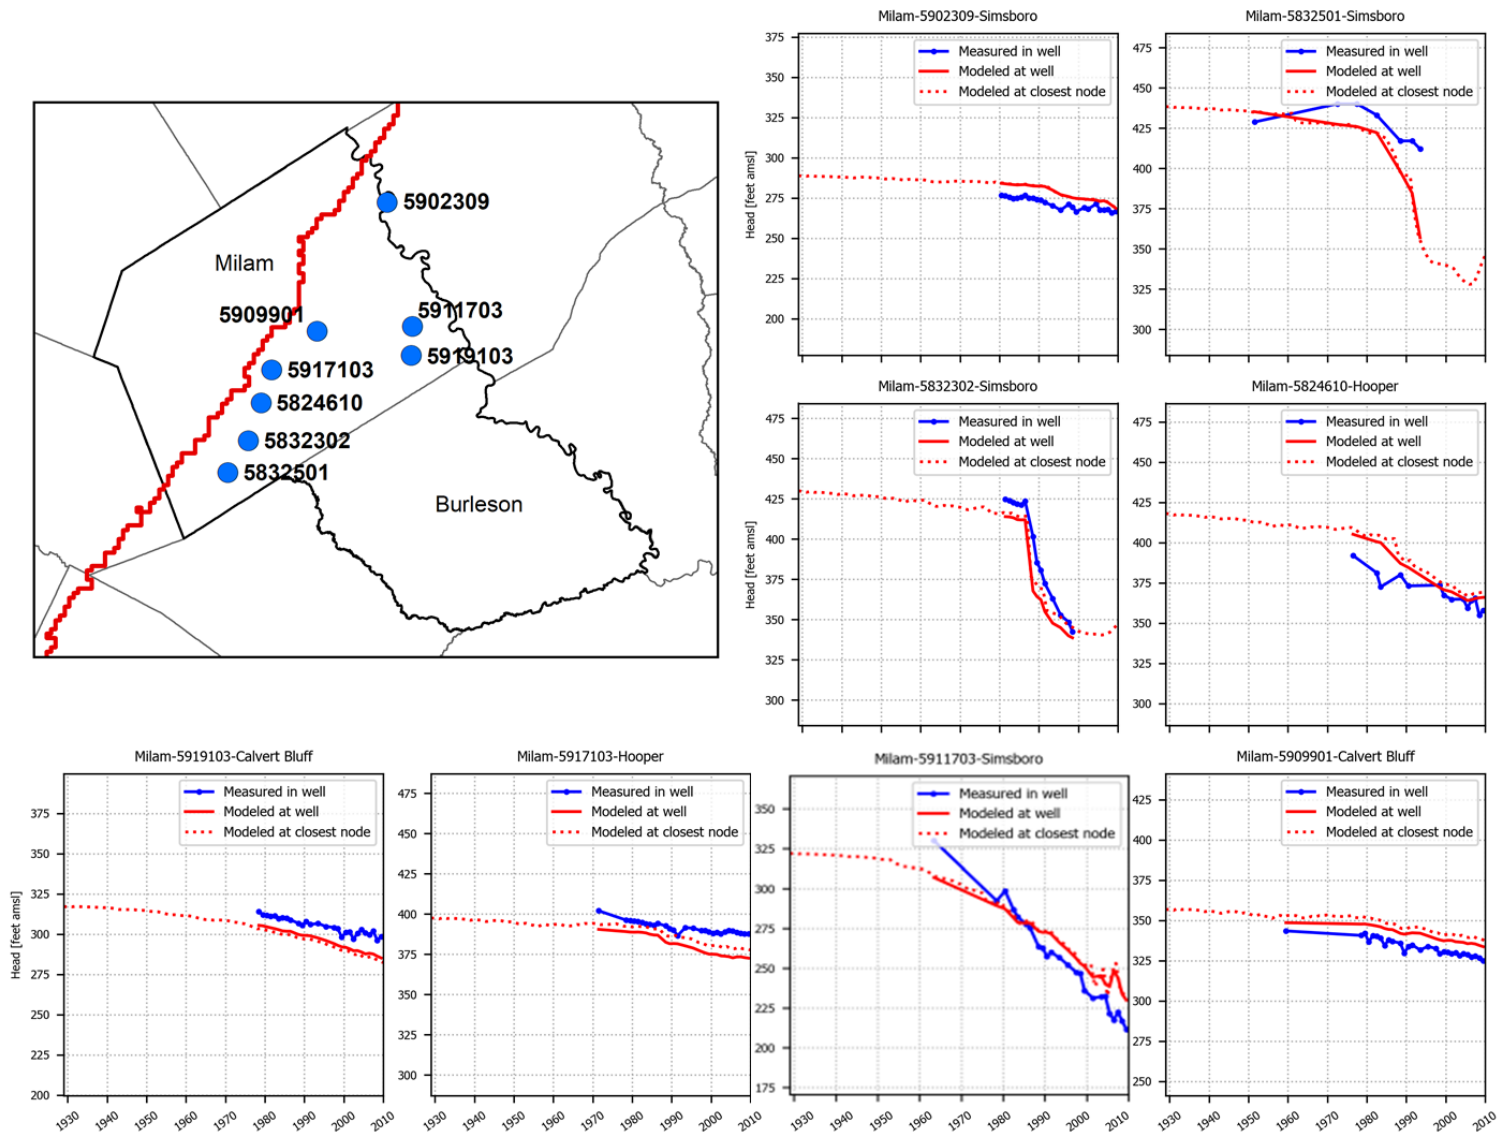 Milam-5902309-Simsboro
375
350
325
300
275
250
225
200
Head [feet amsl]
Measured in well
Modeled at well
Modeled at closest node
Milam-5832501-Simsboro
475
450
425
400
375
350
325
300
Measured in well
Modeled at well
Modeled at closest node
5902309
Milam
5909901
5911703
5919103
5917103
5824610
5832302
5832501
Burleson
Milam-5832302-Simsboro
475
450
425
400
375
350
325
300
Head [feet amsl]
Measured in well
Modeled at well
Modeled at closest node
Milam-5824610-Hooper
475
450
425
400
375
350
325
300
Measured in well
Modeled at well
Modeled at closest node
Milam-5919103-Calvert Bluff
375
350
325
300
275
250
225
200
Head [feet amsl]
Measured in well
Modeled at well
Modeled at closest node
1930 1940 1950 1960 1970 1980 1990 2000 2010
Milam-5917103-Hooper
475
450
425
400
375
350
325
300
Measured in well
Modeled at well
Modeled at closest node
1930 1940 1950 1960 1970 1980 1990 2000 2010
Milam-5911703-Simsboro
350
325
300
275
250
225
200
175
Measured in well
Modeled at well
Modeled at closest node
1930 1940 1950 1960 1970 1980 1990 2000 2010
Milam-5909901-Calvert Bluff
425
400
375
350
325
300
275
250
Measured in well
Modeled at well
Modeled at closest node
1930 1940 1950 1960 1970 1980 1990 2000 2010